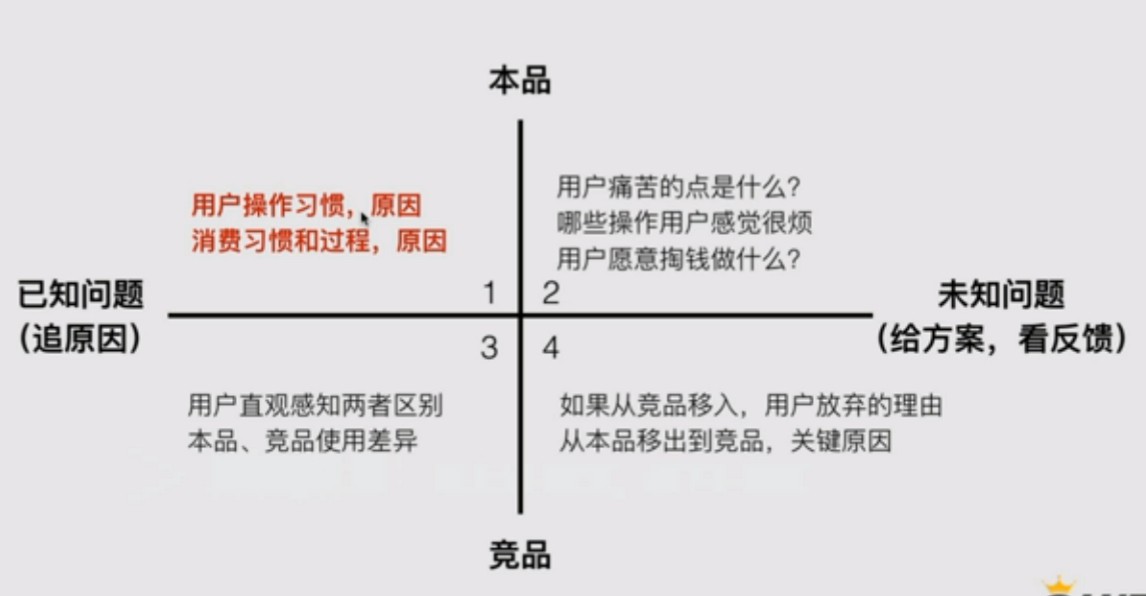 本品
用户操作习惯，原因
消费习惯和过程，原因
用户痛苦的点是什么？
哪些操作用户感觉很烦
用户愿意掏钱做什么？
已知问题
（追原因）
1
2
未知问题
（给方案，看反馈）
3
4
用户直观感知两者区别
本品、竞品使用差异
如果从竞品移入，用户放弃的理由
从本品移出到竞品，关键原因
竞品